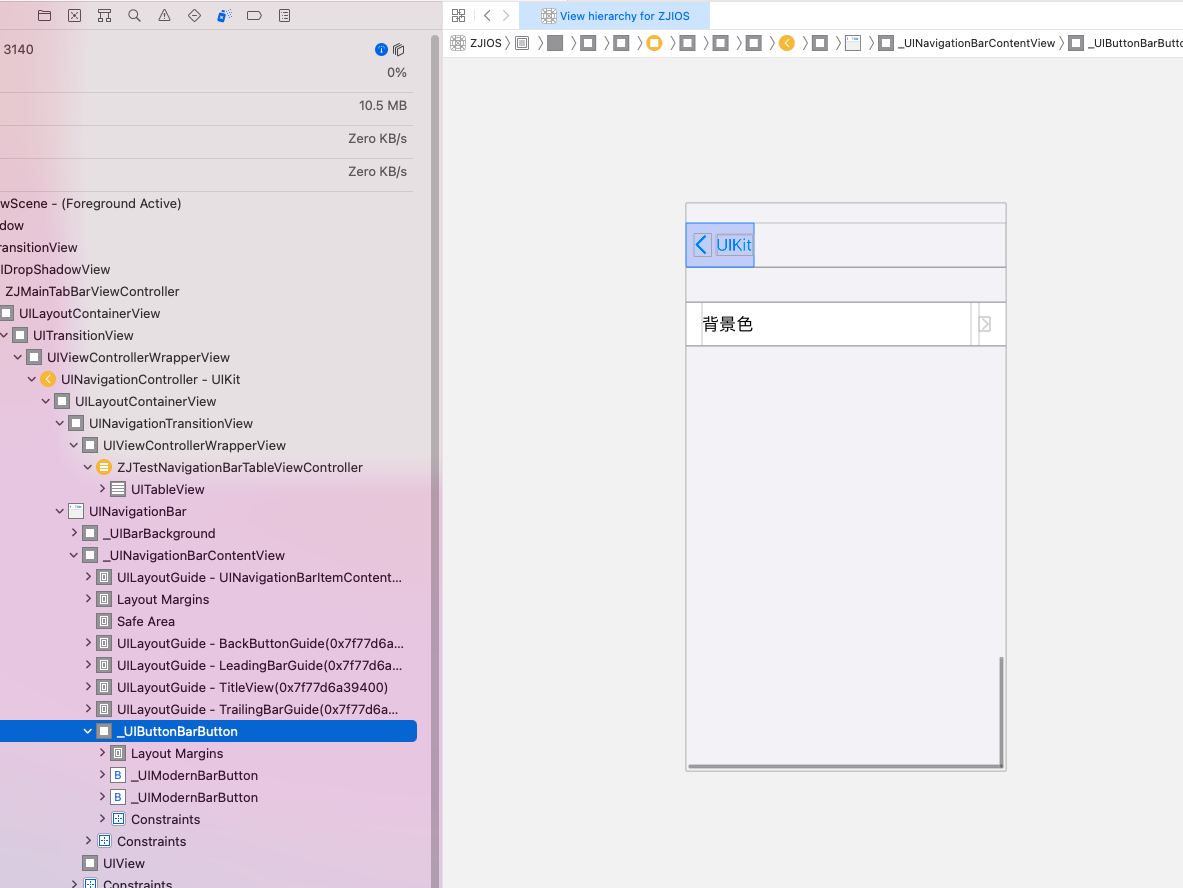 View hierarchy for ZJIOS
ZJIOS
_UINavigationBarContentView
_UIButtonBarButto
3140
0%
10.5 MB
Zero KB/s
Zero KB/s
wScene - (Foreground Active)
dow
ransitionView
IDropShadowView
ZJMainTabBarViewController
UILayoutContainerView
UITransitionView
UIViewControllerWrapperView
UINavigationController - UIKit
UILayoutContainerView
UINavigationTransitionView
UIViewControllerWrapperView
ZJTestNavigationBarTableViewController
UITableView
UINavigationBar
_UIBarBackground
_UINavigationBarContentView
UILayoutGuide - UINavigationBarItemContent...
Layout Margins
Safe Area
UILayoutGuide - BackButtonGuide(0x7f77d6a...
UILayoutGuide - LeadingBarGuide(0x7f77d6a...
UILayoutGuide - TitleView(0x7f77d6a39400)
UILayoutGuide - TrailingBarGuide(0x7f77d6a...
_UIButtonBarButton
Layout Margins
B _UIModernBarButton
B _UIModernBarButton
Constraints
Constraints
UIView
Constraints
UIKit
背景色